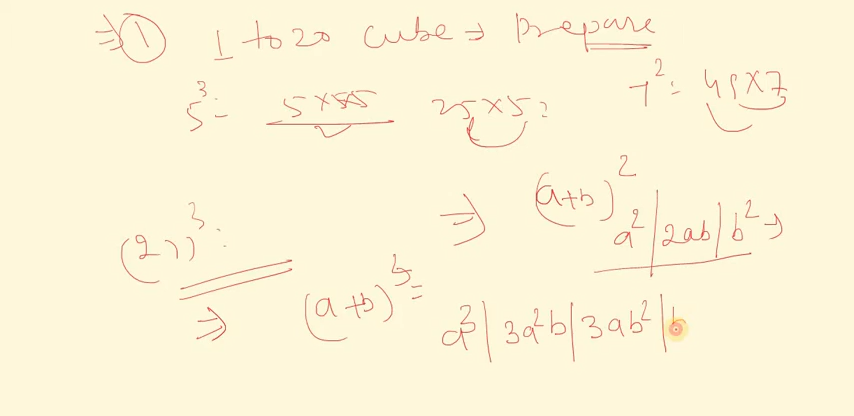 ⇒ ① 1 to 20 cube → prepare
5³ = 5×5×5 25×5 = 7² = 49×7
⇒ (a+b)²
a² | 2ab | b² →
(27)³ =
⇒ (a+b)³ =
a³ | 3a²b | 3ab² |